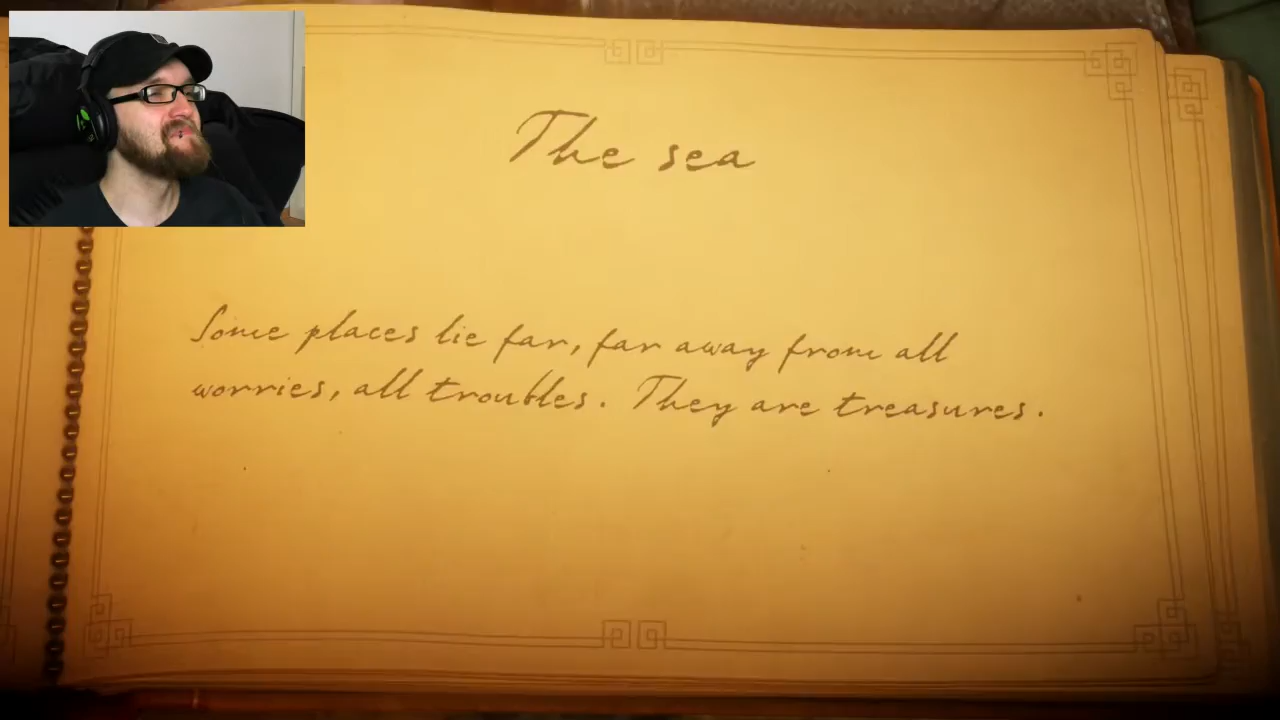 The sea
Some places lie far, far away from all
worries, all troubles. They are treasures.